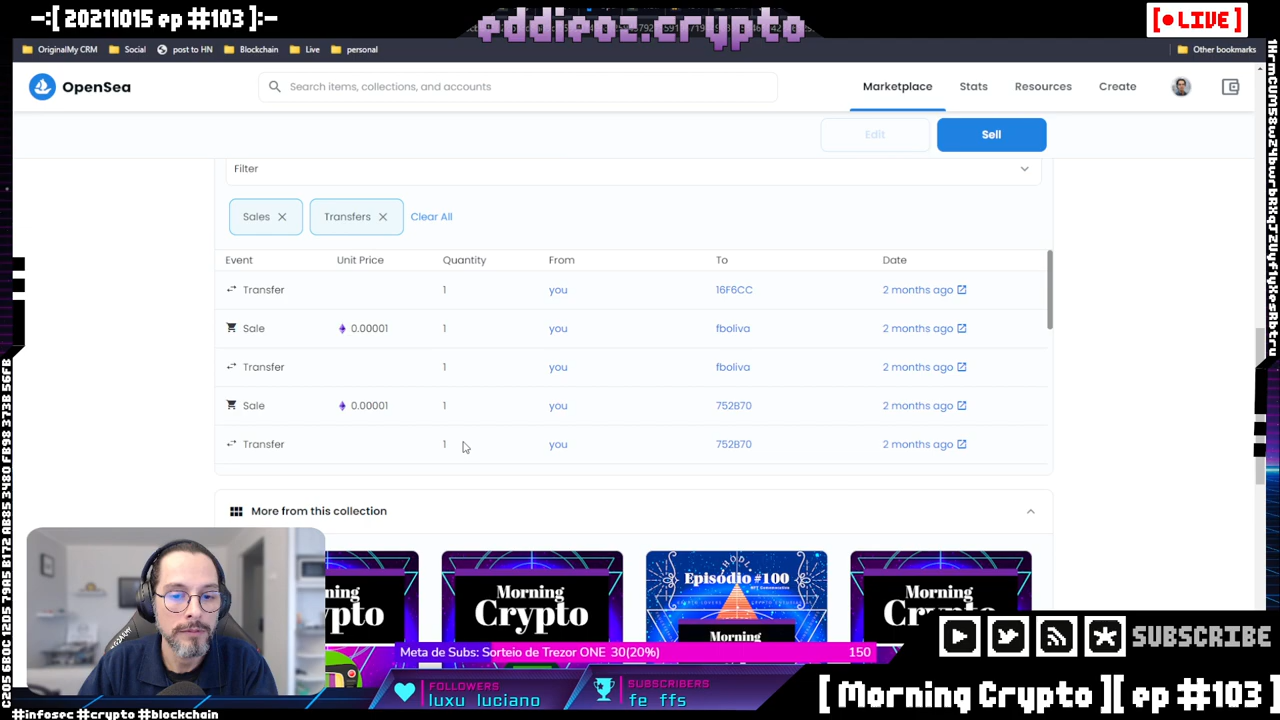 -:[ 20211015 ep #103 ]:-
eddieoz.crypto
[ LIVE ]
OriginalMy CRM
Social
post to HN
Blockchain
Live
personal
Other bookmarks
OpenSea
Search items, collections, and accounts
Marketplace
Stats
Resources
Create
Edit
Sell
Filter
Sales
Transfers
Clear All
Event Unit Price Quantity From To Date
Transfer 1 you 16F6CC 2 months ago
Sale 0.00001 1 you fboliva 2 months ago
Transfer 1 you fboliva 2 months ago
Sale 0.00001 1 you 752B70 2 months ago
Transfer 1 you 752B70 2 months ago
More from this collection
Morning
Crypto
HODL
Episódio #100
Morning
Morning
Meta de Subs: Sorteio de Trezor ONE 30(20%) 150
FOLLOWERS
luxu luciano
SUBSCRIBERS
fe ffs
SUBSCRIBE
[ Morning Crypto ][ ep #103 ]
#infosec #crypto #blockchain